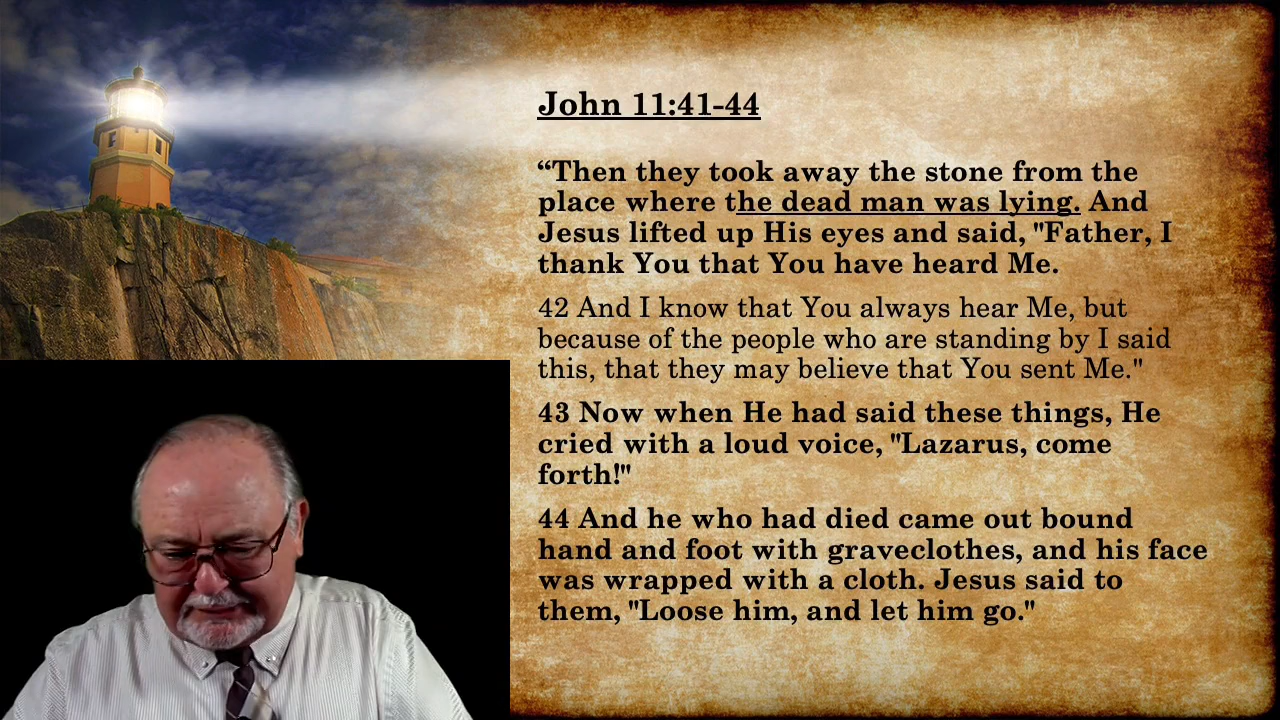 John 11:41-44
“Then they took away the stone from the
place where the dead man was lying. And
Jesus lifted up His eyes and said, "Father, I
thank You that You have heard Me.
42 And I know that You always hear Me, but
because of the people who are standing by I said
this, that they may believe that You sent Me."
43 Now when He had said these things, He
cried with a loud voice, "Lazarus, come
forth!"
44 And he who had died came out bound
hand and foot with graveclothes, and his face
was wrapped with a cloth. Jesus said to
them, "Loose him, and let him go."